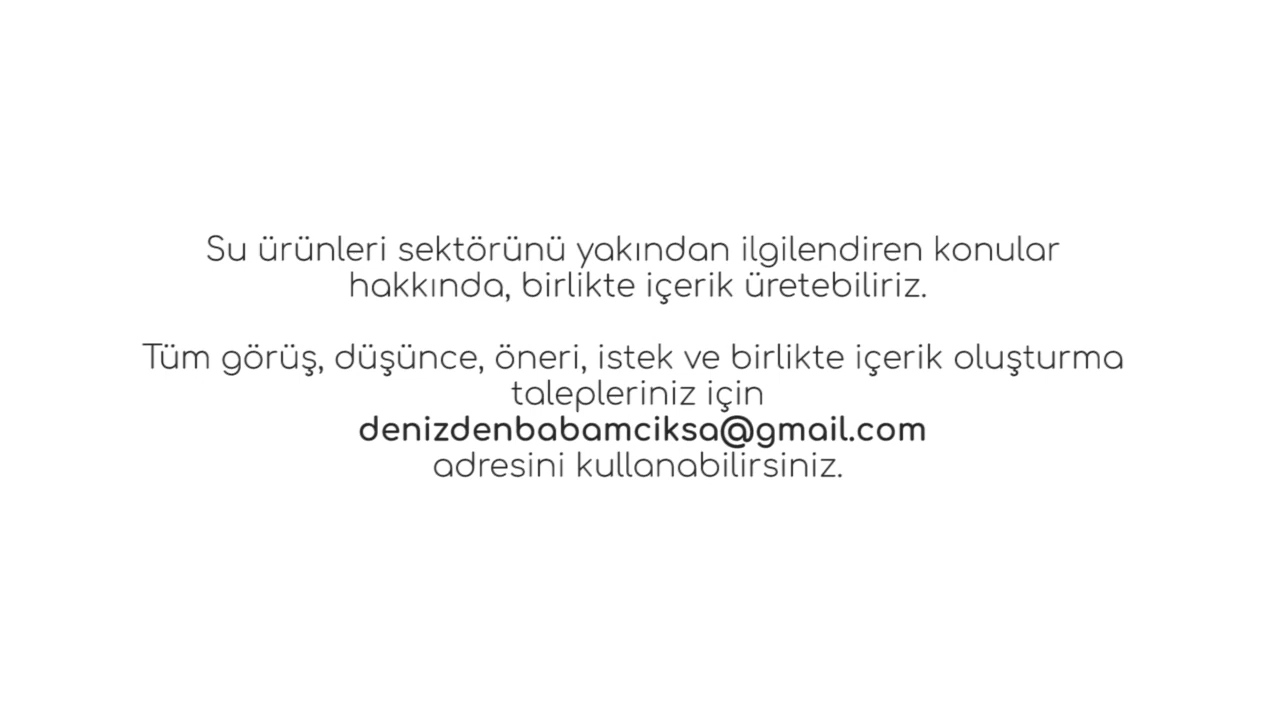 Su ürünleri sektörünü yakından ilgilendiren konular
hakkında, birlikte içerik üretebiliriz.
Tüm görüş, düşünce, öneri, istek ve birlikte içerik oluşturma
talepleriniz için
denizdenbabamciksa@gmail.com
adresini kullanabilirsiniz.